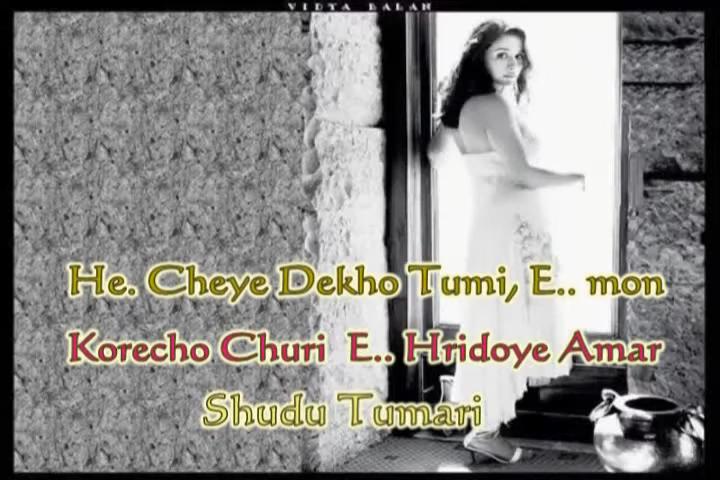 VIDYA BALAN
He. Cheye Dekho Tumi, E.. mon
Korecho Churi E.. Hridoye Amar
Shudu Tumari